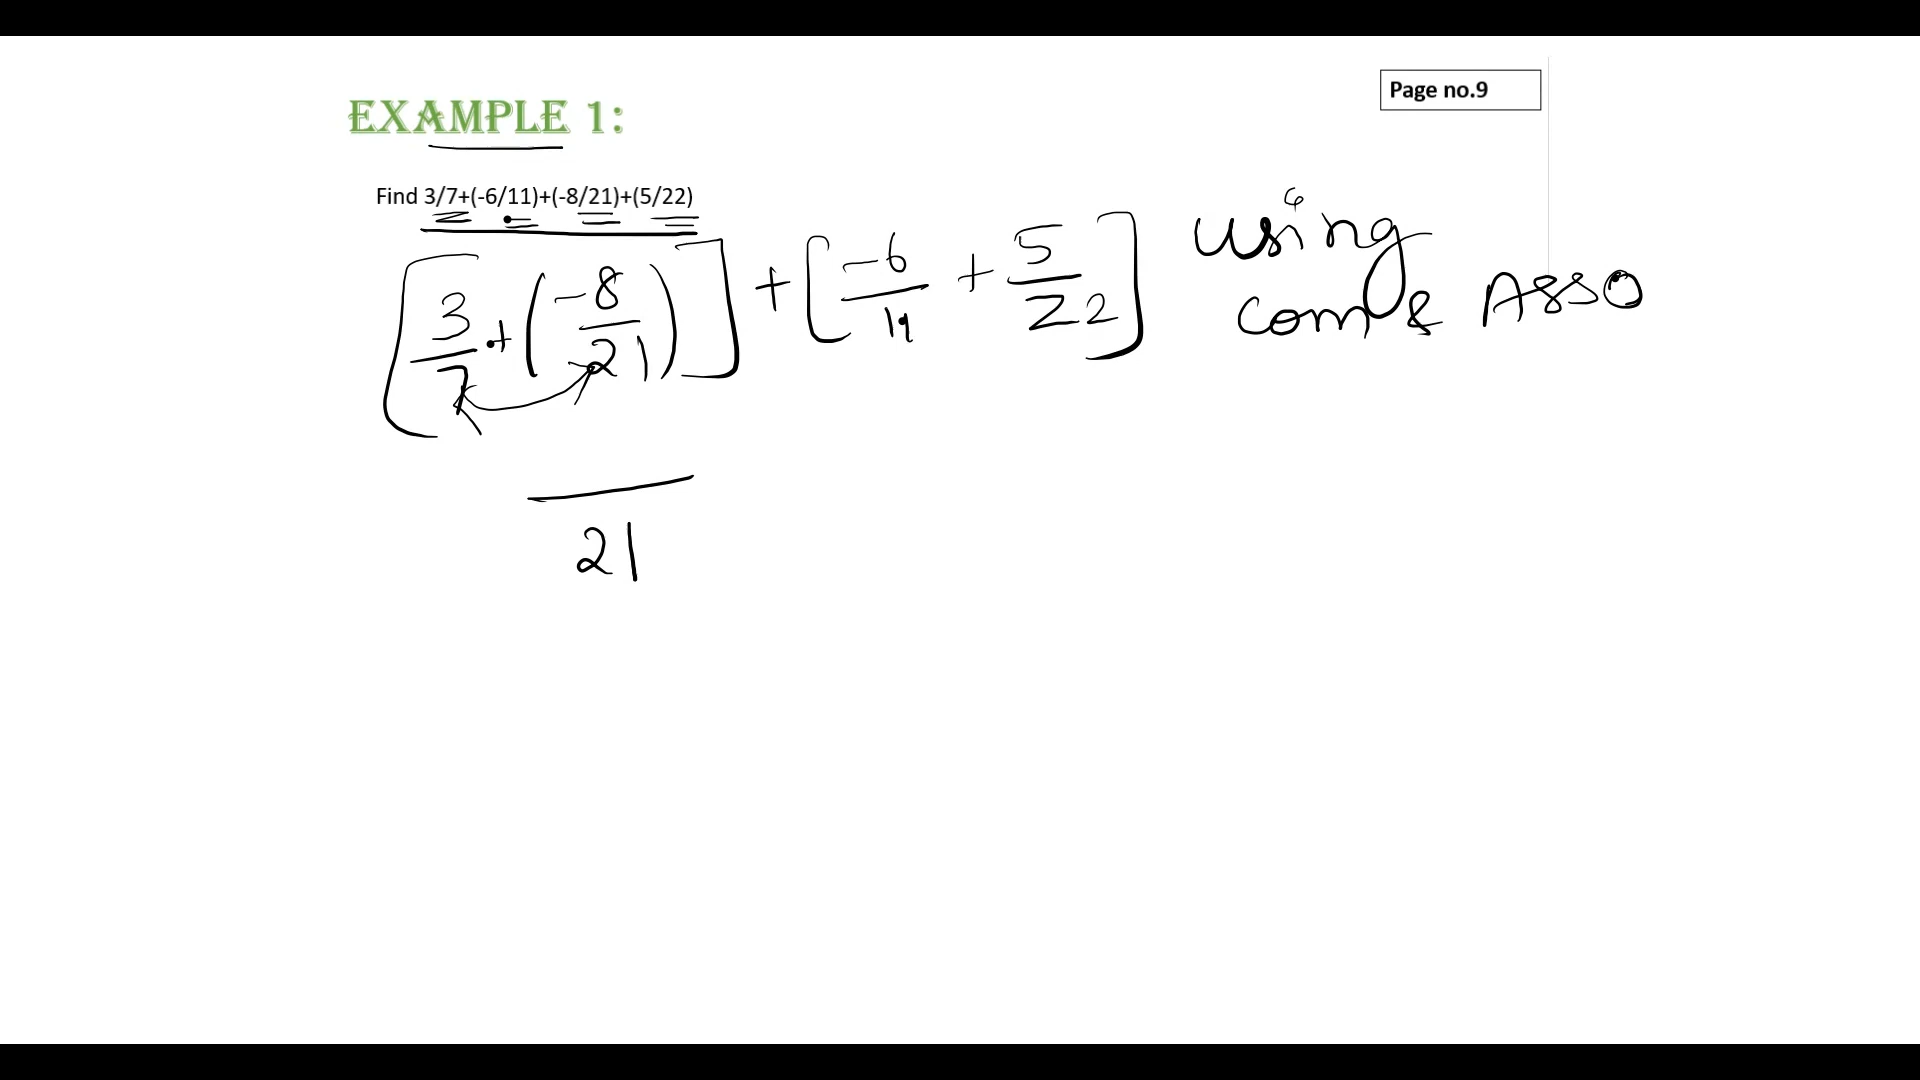 Page no.9
EXAMPLE 1:
Find 3/7+(-6/11)+(-8/21)+(5/22)
[3/7 + (-8/21)] + [-6/11 + 5/22] using
com & Asso
/21